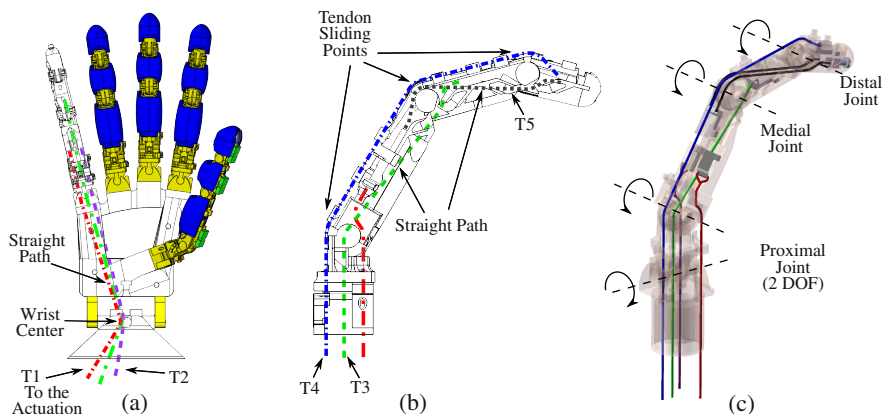 Straight
Path
Wrist
Center
T1
To the
Actuation
T2
(a)
Tendon
Sliding
Points
T5
Straight Path
T4
T3
(b)
Distal
Joint
Medial
Joint
Proximal
Joint
(2 DOF)
(c)